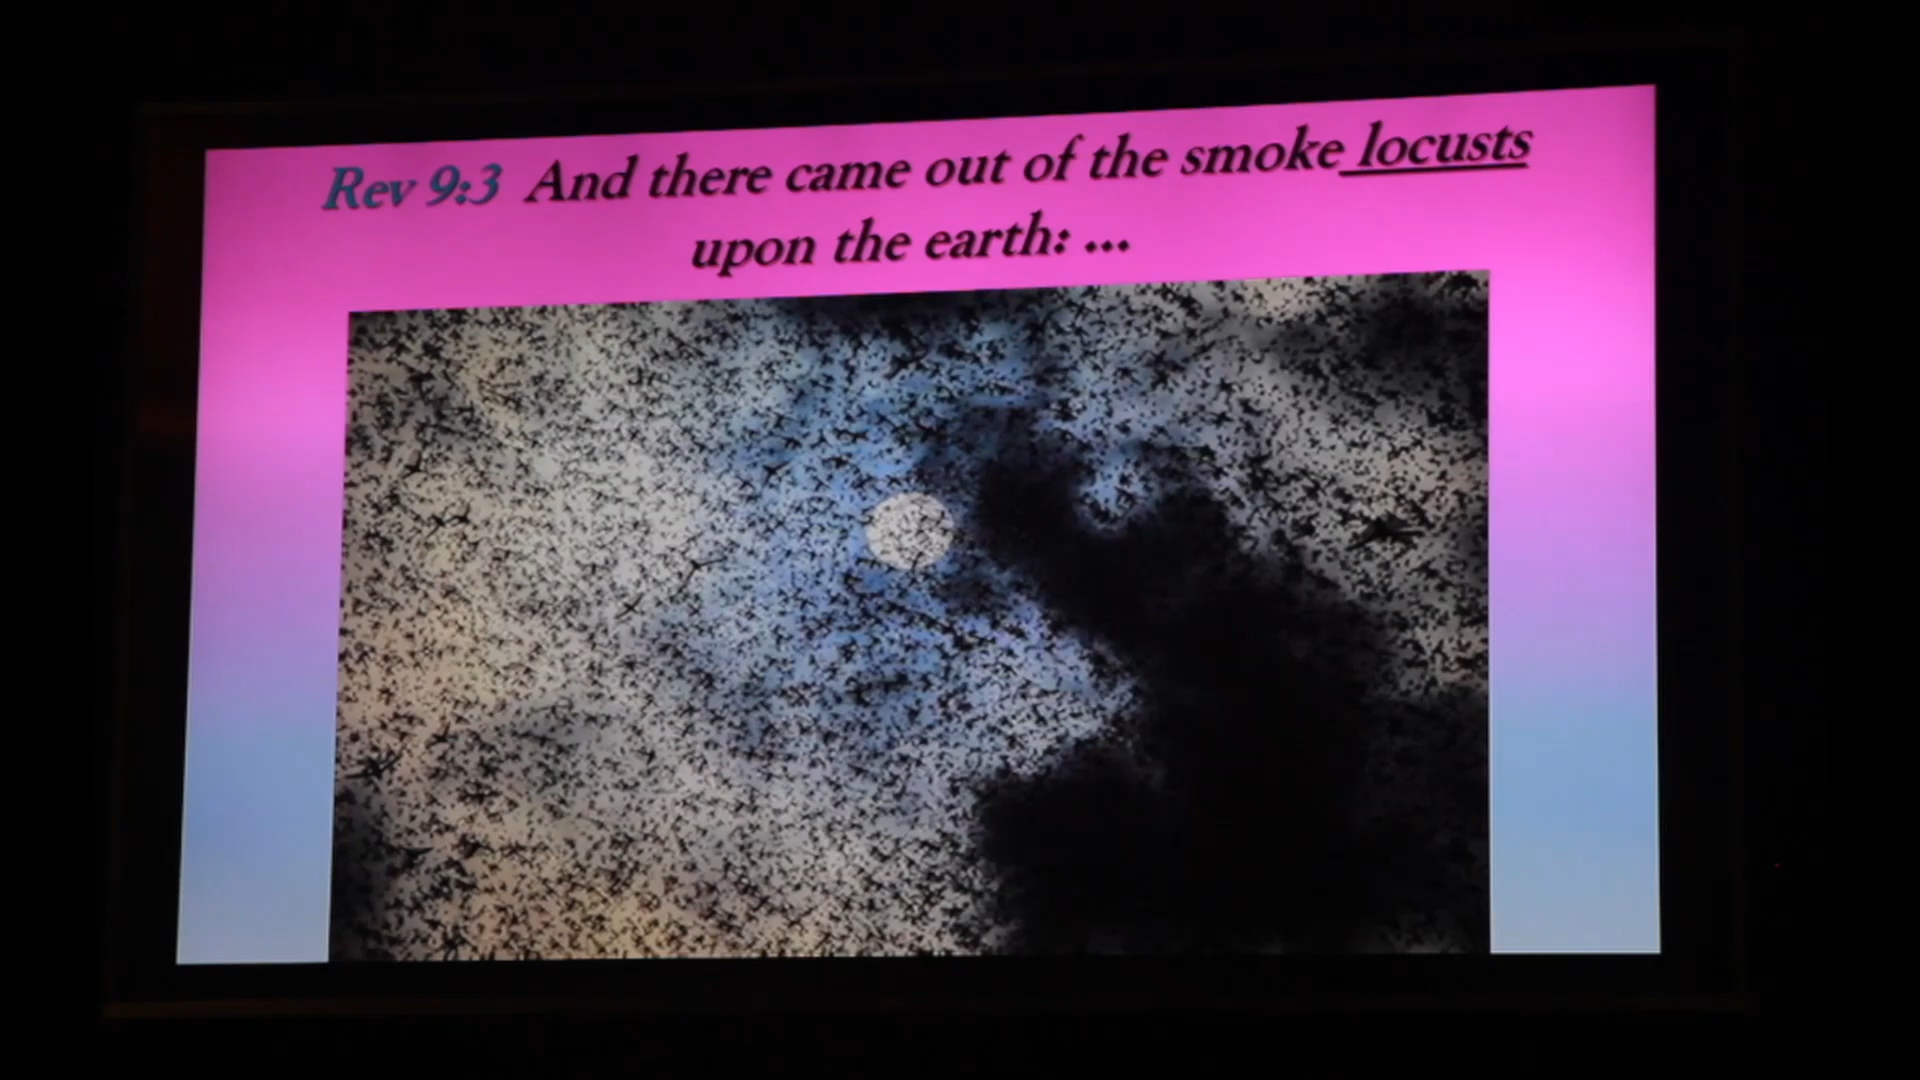 Rev 9:3 And there came out of the smoke locusts
upon the earth: ...